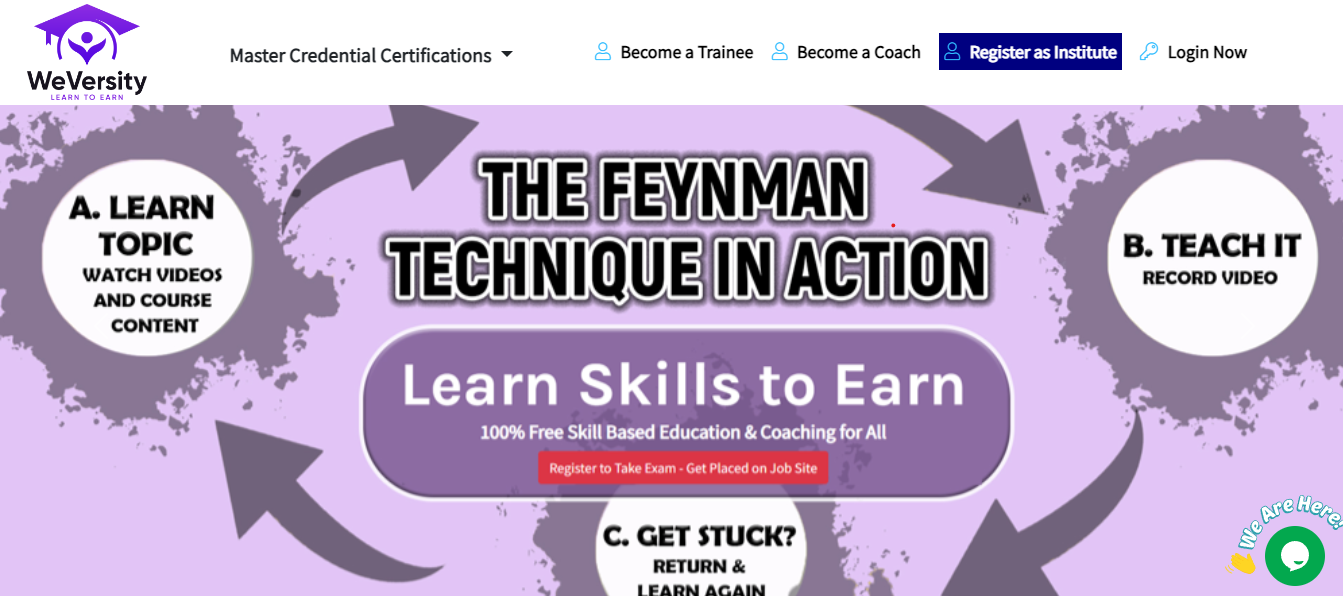 WeVersity
LEARN TO EARN
Master Credential Certifications
Become a Trainee
Become a Coach
Register as Institute
Login Now
THE FEYNMAN
TECHNIQUE IN ACTION
A. LEARN
TOPIC
WATCH VIDEOS
AND COURSE
CONTENT
B. TEACH IT
RECORD VIDEO
Learn Skills to Earn
100% Free Skill Based Education & Coaching for All
Register to Take Exam - Get Placed on Job Site
C. GET STUCK?
RETURN &
LEARN AGAIN
We Are Here!